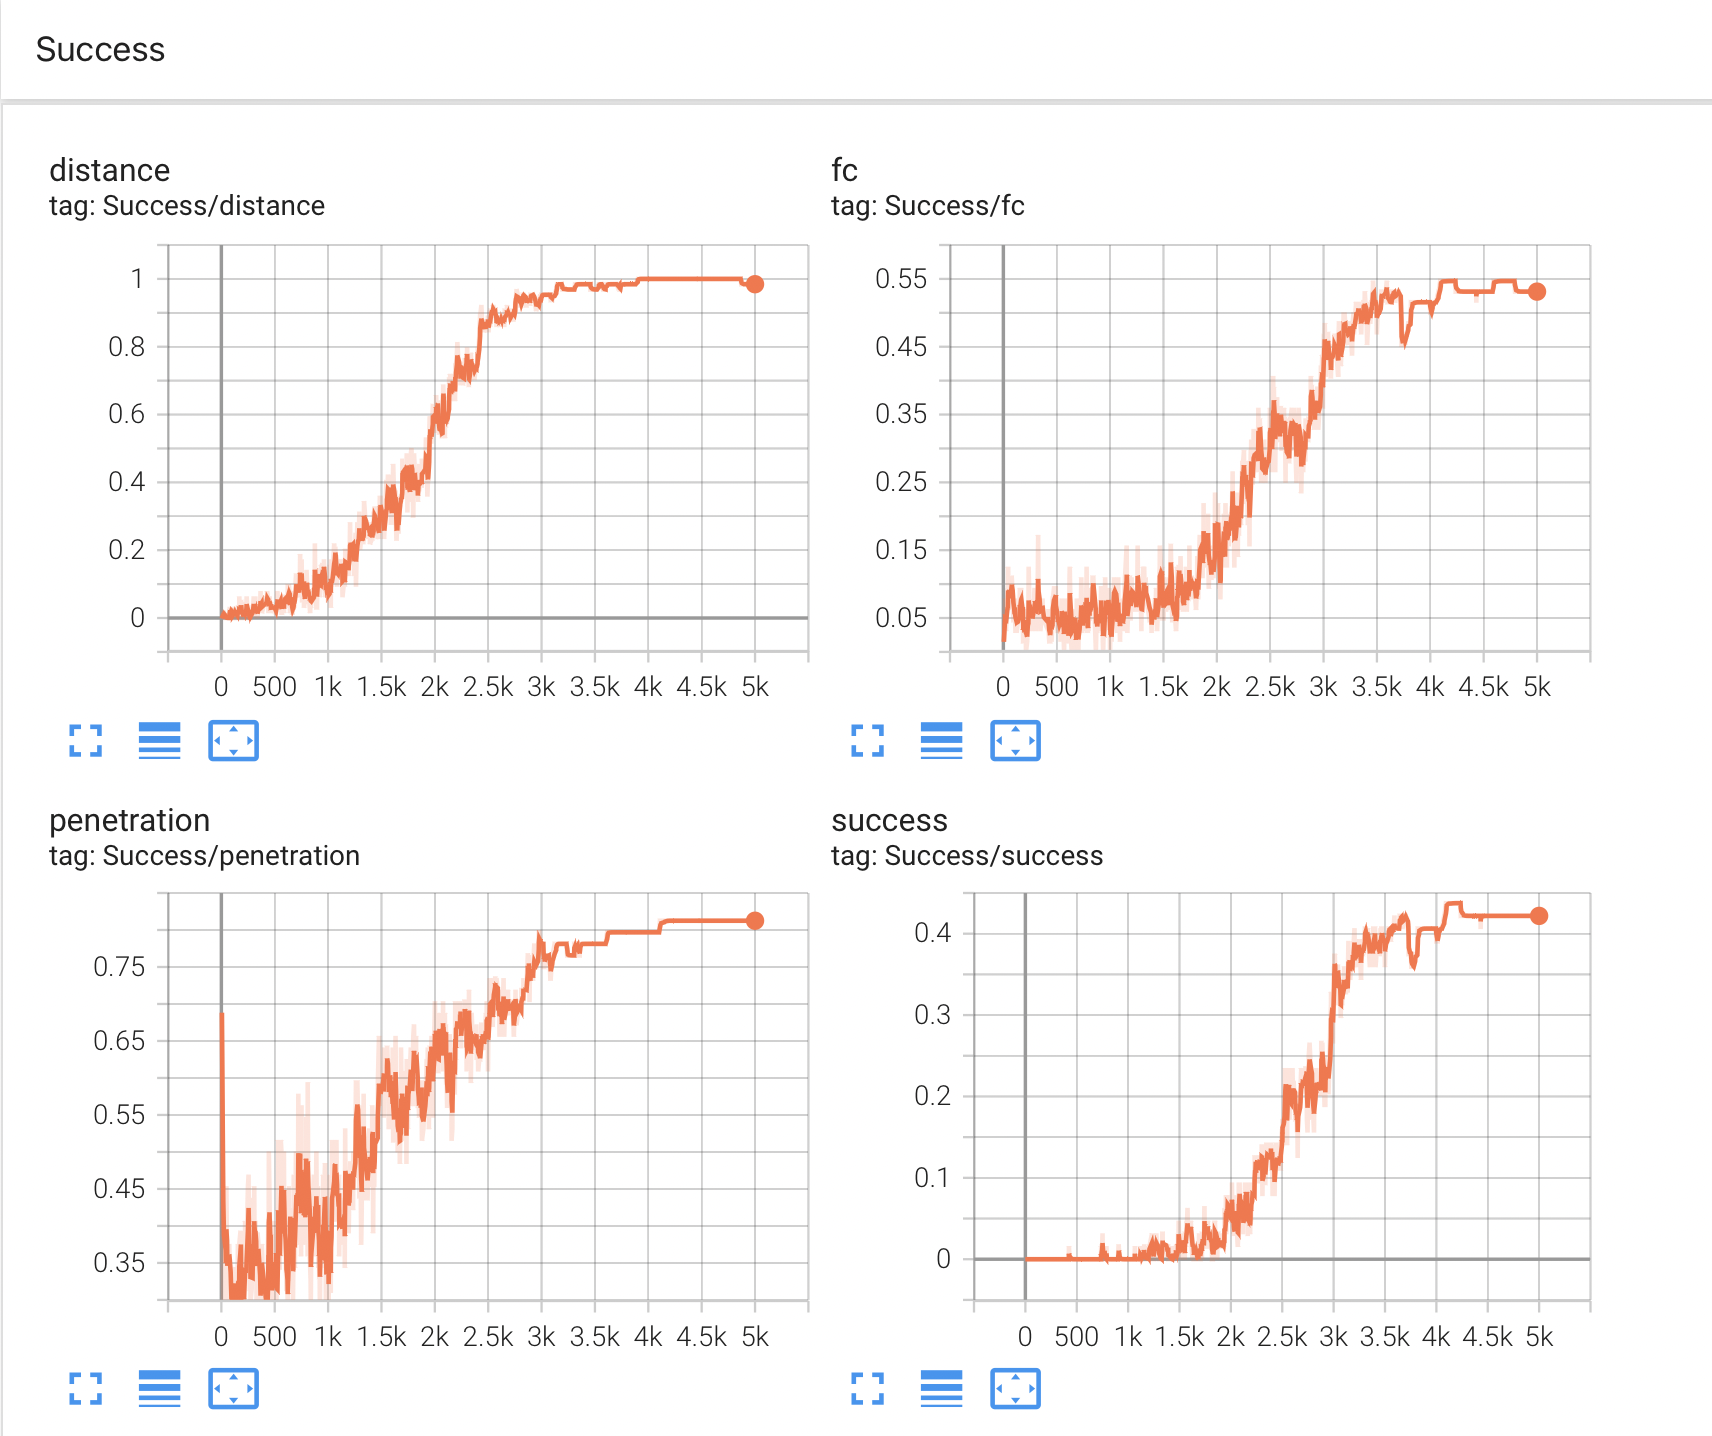 Success
distance
tag: Success/distance
1
0.8
0.6
0.4
0.2
0
0 500 1k 1.5k 2k 2.5k 3k 3.5k 4k 4.5k 5k
fc
tag: Success/fc
0.55
0.45
0.35
0.25
0.15
0.05
0 500 1k 1.5k 2k 2.5k 3k 3.5k 4k 4.5k 5k
penetration
tag: Success/penetration
0.75
0.65
0.55
0.45
0.35
0 500 1k 1.5k 2k 2.5k 3k 3.5k 4k 4.5k 5k
success
tag: Success/success
0.4
0.3
0.2
0.1
0
0 500 1k 1.5k 2k 2.5k 3k 3.5k 4k 4.5k 5k